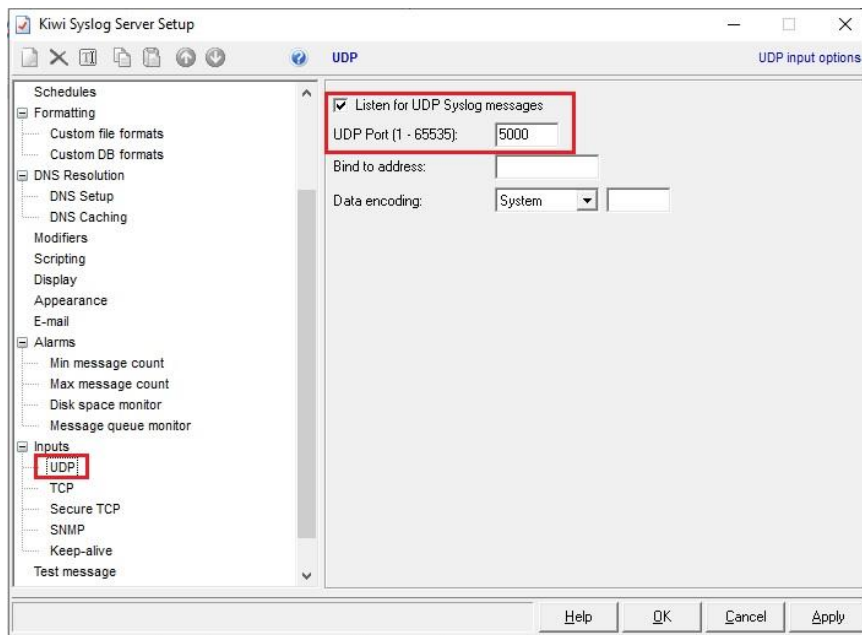 Kiwi Syslog Server Setup
UDP
UDP input options
Schedules
Formatting
Custom file formats
Custom DB formats
DNS Resolution
DNS Setup
DNS Caching
Modifiers
Scripting
Display
Appearance
E-mail
Alarms
Min message count
Max message count
Disk space monitor
Message queue monitor
Inputs
UDP
TCP
Secure TCP
SNMP
Keep-alive
Test message
Listen for UDP Syslog messages
UDP Port (1 - 65535): 5000
Bind to address:
Data encoding: System
Help OK Cancel Apply